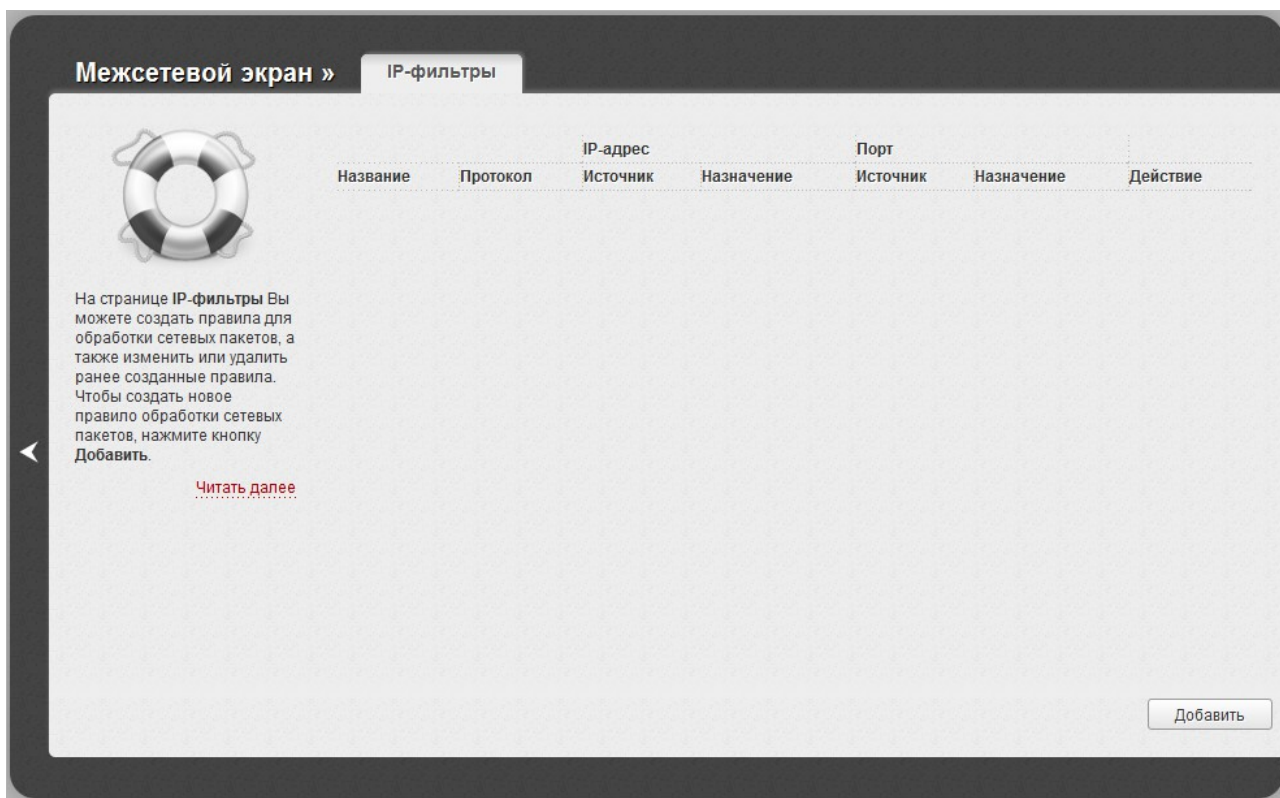 Межсетевой экран » IP-фильтры
IP-адрес Порт
Название Протокол Источник Назначение Источник Назначение Действие
На странице IP-фильтры Вы
можете создать правила для
обработки сетевых пакетов, а
также изменить или удалить
ранее созданные правила.
Чтобы создать новое
правило обработки сетевых
пакетов, нажмите кнопку
Добавить.
Читать далее
Добавить